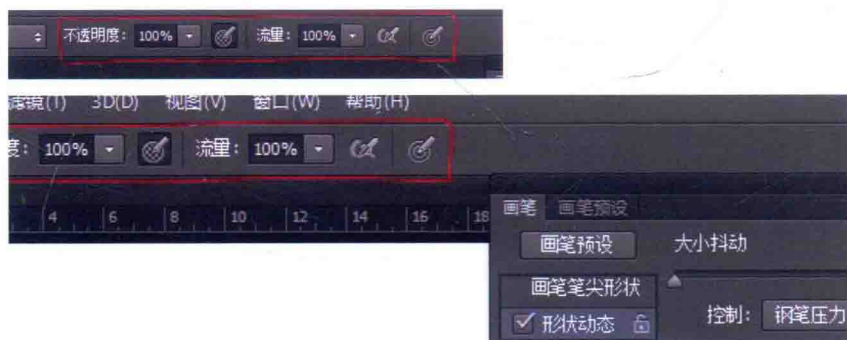 不透明度： 100% 流量： 100%
滤镜(T) 3D(D) 视图(V) 窗口(W) 帮助(H)
度： 100% 流量： 100%
4 6 8 10 12 14 16 18
画笔 画笔预设
画笔预设 大小抖动
画笔笔尖形状
形状动态 控制： 钢笔压力